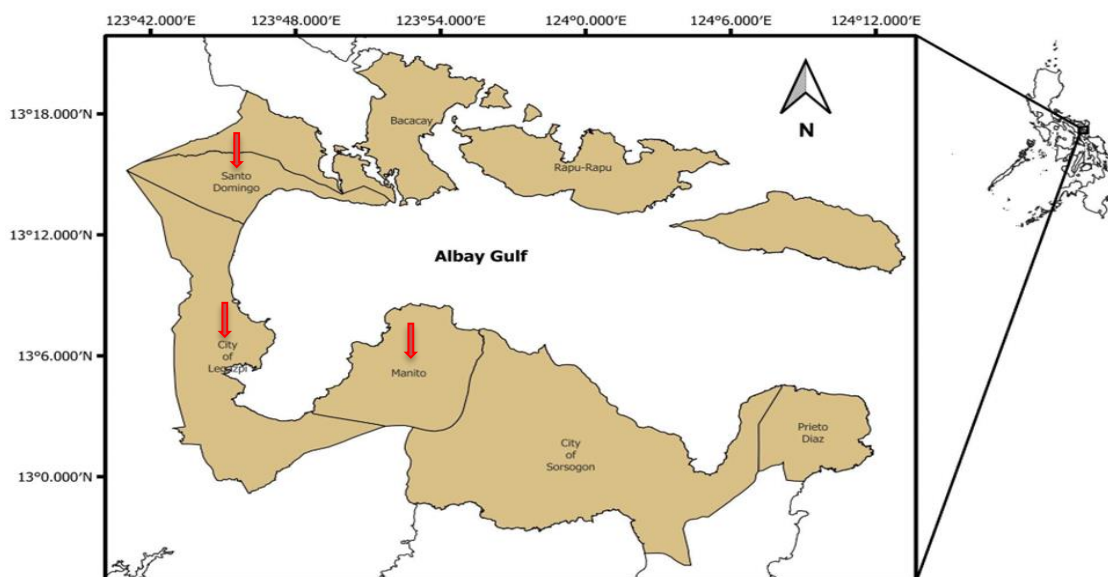 123°42.000'E 123°48.000'E 123°54.000'E 124°0.000'E 124°6.000'E 124°12.000'E
13°18.000'N
13°12.000'N
13°6.000'N
13°0.000'N
N
Bacacay
Rapu-Rapu
Santo
Domingo
Albay Gulf
City
of
Legazpi
Manito
City
of
Sorsogon
Prieto
Diaz